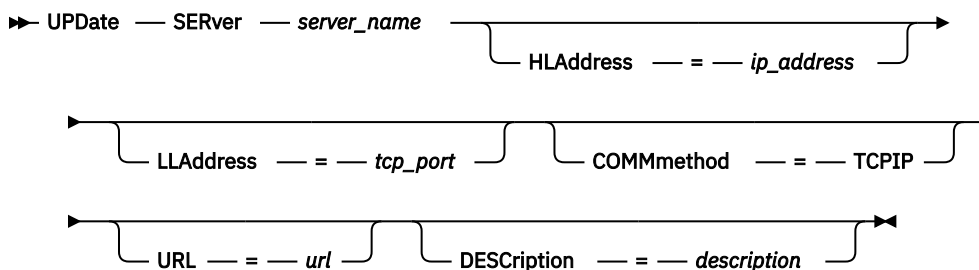 UPDate SERver server_name
HLAddress = ip_address
LLAddress = tcp_port COMMmethod = TCPIP
URL = url DESCription = description